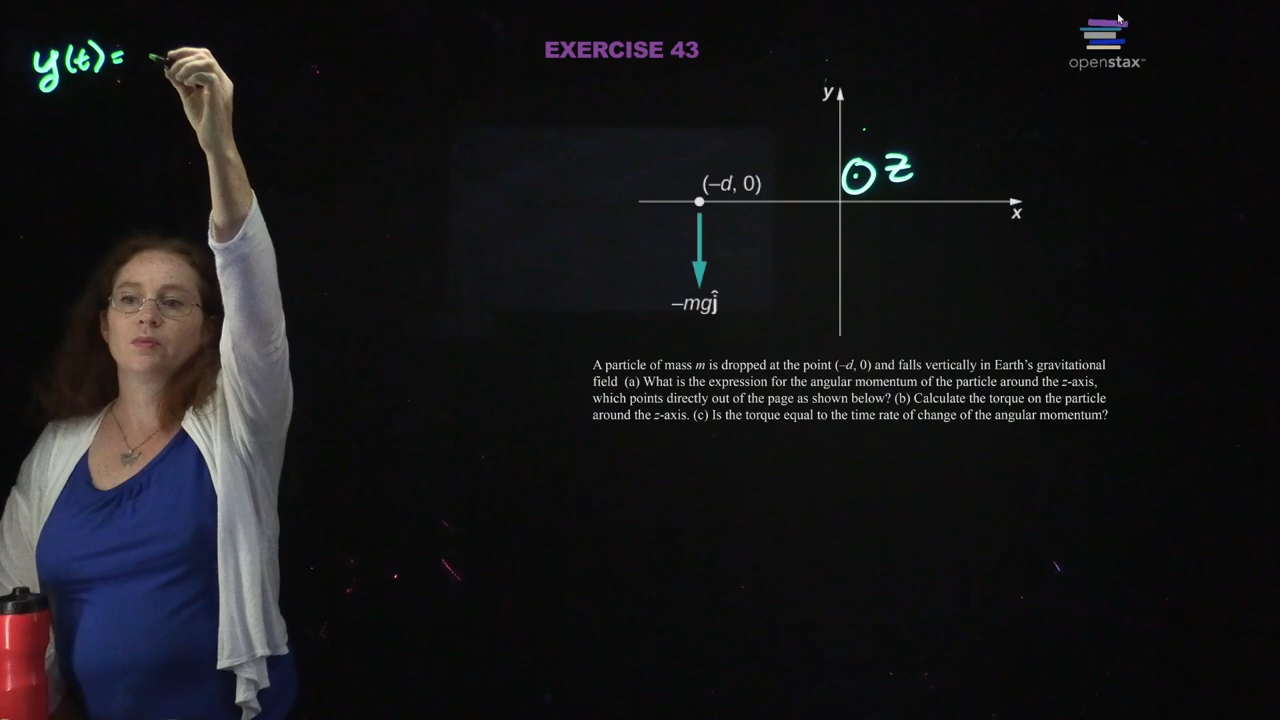 y(t)=
EXERCISE 43
openstax™
y
z
(–d, 0)
x
–mgĵ
A particle of mass m is dropped at the point (–d, 0) and falls vertically in Earth's gravitational
field (a) What is the expression for the angular momentum of the particle around the z-axis,
which points directly out of the page as shown below? (b) Calculate the torque on the particle
around the z-axis. (c) Is the torque equal to the time rate of change of the angular momentum?